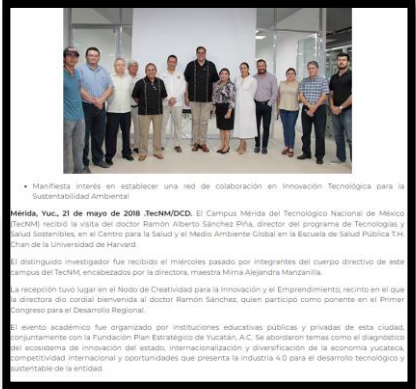 • Manifiesta interés en establecer una red de colaboración en Innovación Tecnológica para la
Sustentabilidad Ambiental
Mérida, Yuc., 21 de mayo de 2018 .TecNM/DCD. El Campus Mérida del Tecnológico Nacional de México
(TecNM) recibió la visita del doctor Ramón Alberto Sánchez Piña, director del programa de Tecnologías y
Salud Sostenibles, en el Centro para la Salud y el Medio Ambiente Global en la Escuela de Salud Pública T.H.
Chan de la Universidad de Harvard.
El distinguido investigador fue recibido el miércoles pasado por integrantes del cuerpo directivo de este
campus del TecNM, encabezados por la directora, maestra Mirna Alejandra Manzanilla.
La recepción tuvo lugar en el Nodo de Creatividad para la Innovación y el Emprendimiento, recinto en el que
la directora dio cordial bienvenida al doctor Ramón Sánchez, quien participó como ponente en el Primer
Congreso para el Desarrollo Regional.
El evento académico fue organizado por instituciones educativas públicas y privadas de esta ciudad,
conjuntamente con la Fundación Plan Estratégico de Yucatán, A.C. Se abordaron temas como el diagnóstico
del ecosistema de innovación del estado, internacionalización y diversificación de la economía yucateca,
competitividad internacional y oportunidades que presenta la industria 4.0 para el desarrollo tecnológico y
sustentable de la entidad.